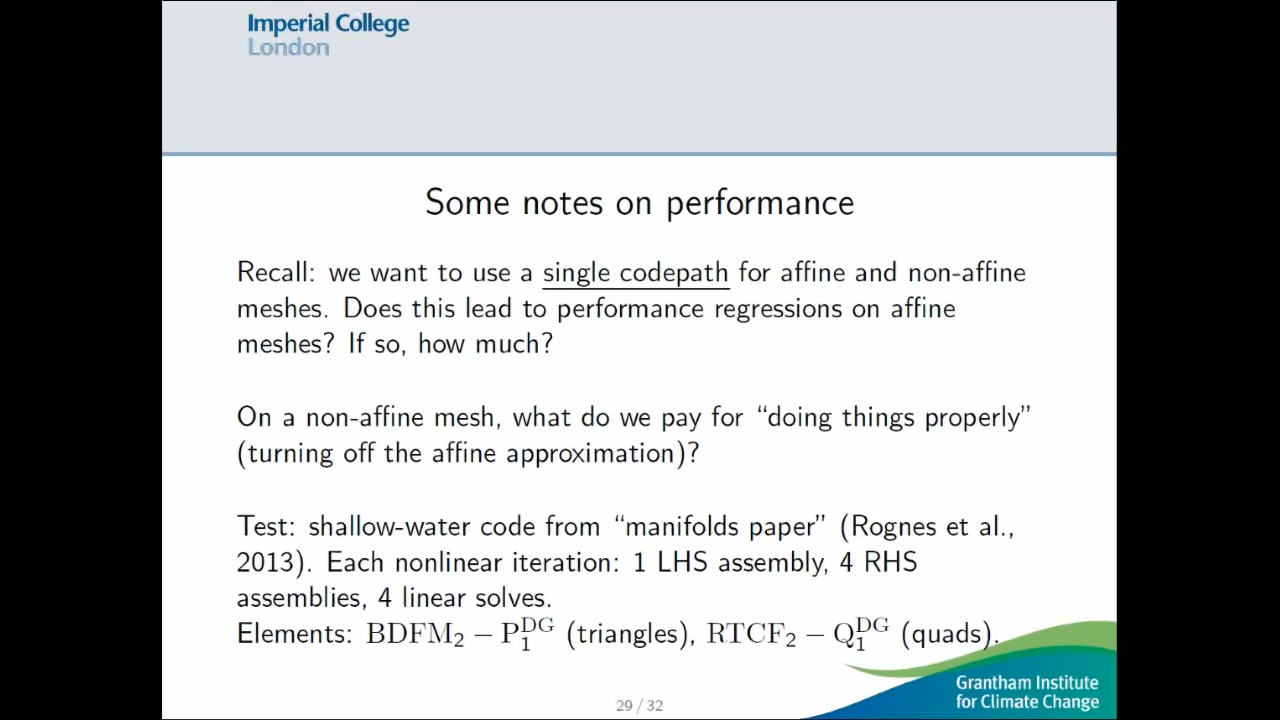 Imperial College
London
Some notes on performance
Recall: we want to use a single codepath for affine and non-affine
meshes. Does this lead to performance regressions on affine
meshes? If so, how much?
On a non-affine mesh, what do we pay for “doing things properly”
(turning off the affine approximation)?
Test: shallow-water code from “manifolds paper” (Rognes et al.,
2013). Each nonlinear iteration: 1 LHS assembly, 4 RHS
assemblies, 4 linear solves.
Elements: BDFM₂ − P₁^DG (triangles), RTCF₂ − Q₁^DG (quads).
Grantham Institute
for Climate Change
29 / 32